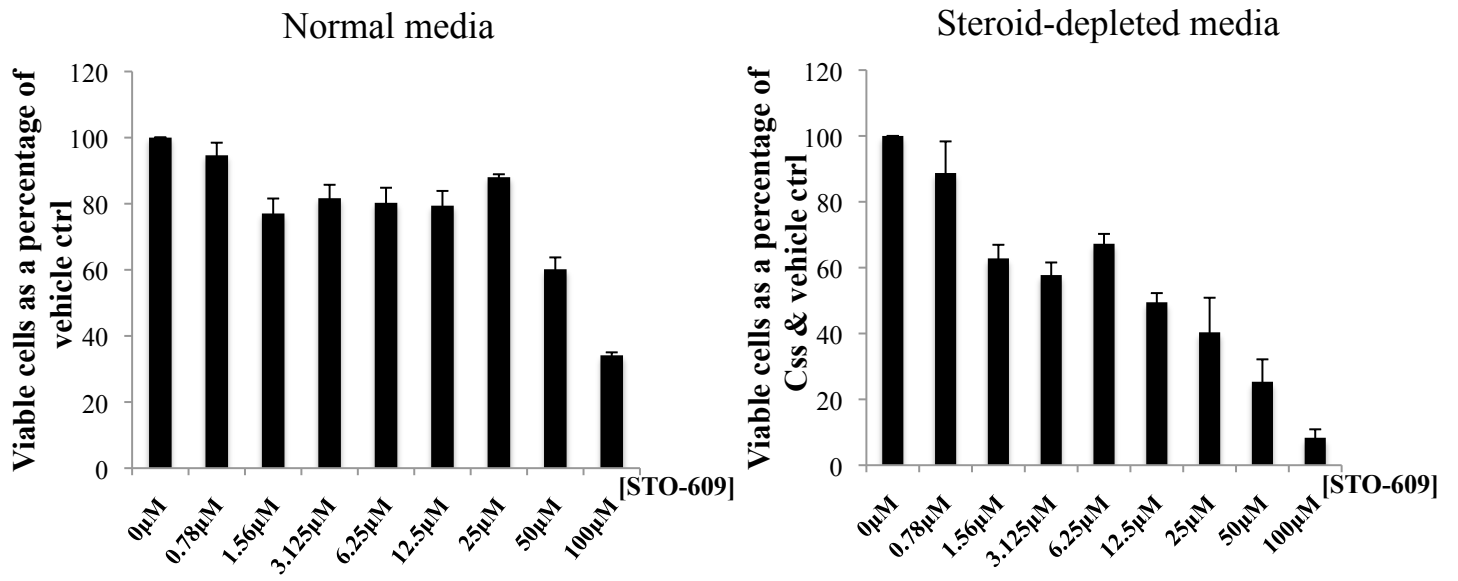 Normal media
Viable cells as a percentage of
vehicle ctrl
120
100
80
60
40
20
0
0µM
0.78µM
1.56µM
3.125µM
6.25µM
12.5µM
25µM
50µM
100µM
[STO-609]
Steroid-depleted media
Viable cells as a percentage of
Css & vehicle ctrl
120
100
80
60
40
20
0
0µM
0.78µM
1.56µM
3.125µM
6.25µM
12.5µM
25µM
50µM
100µM
[STO-609]